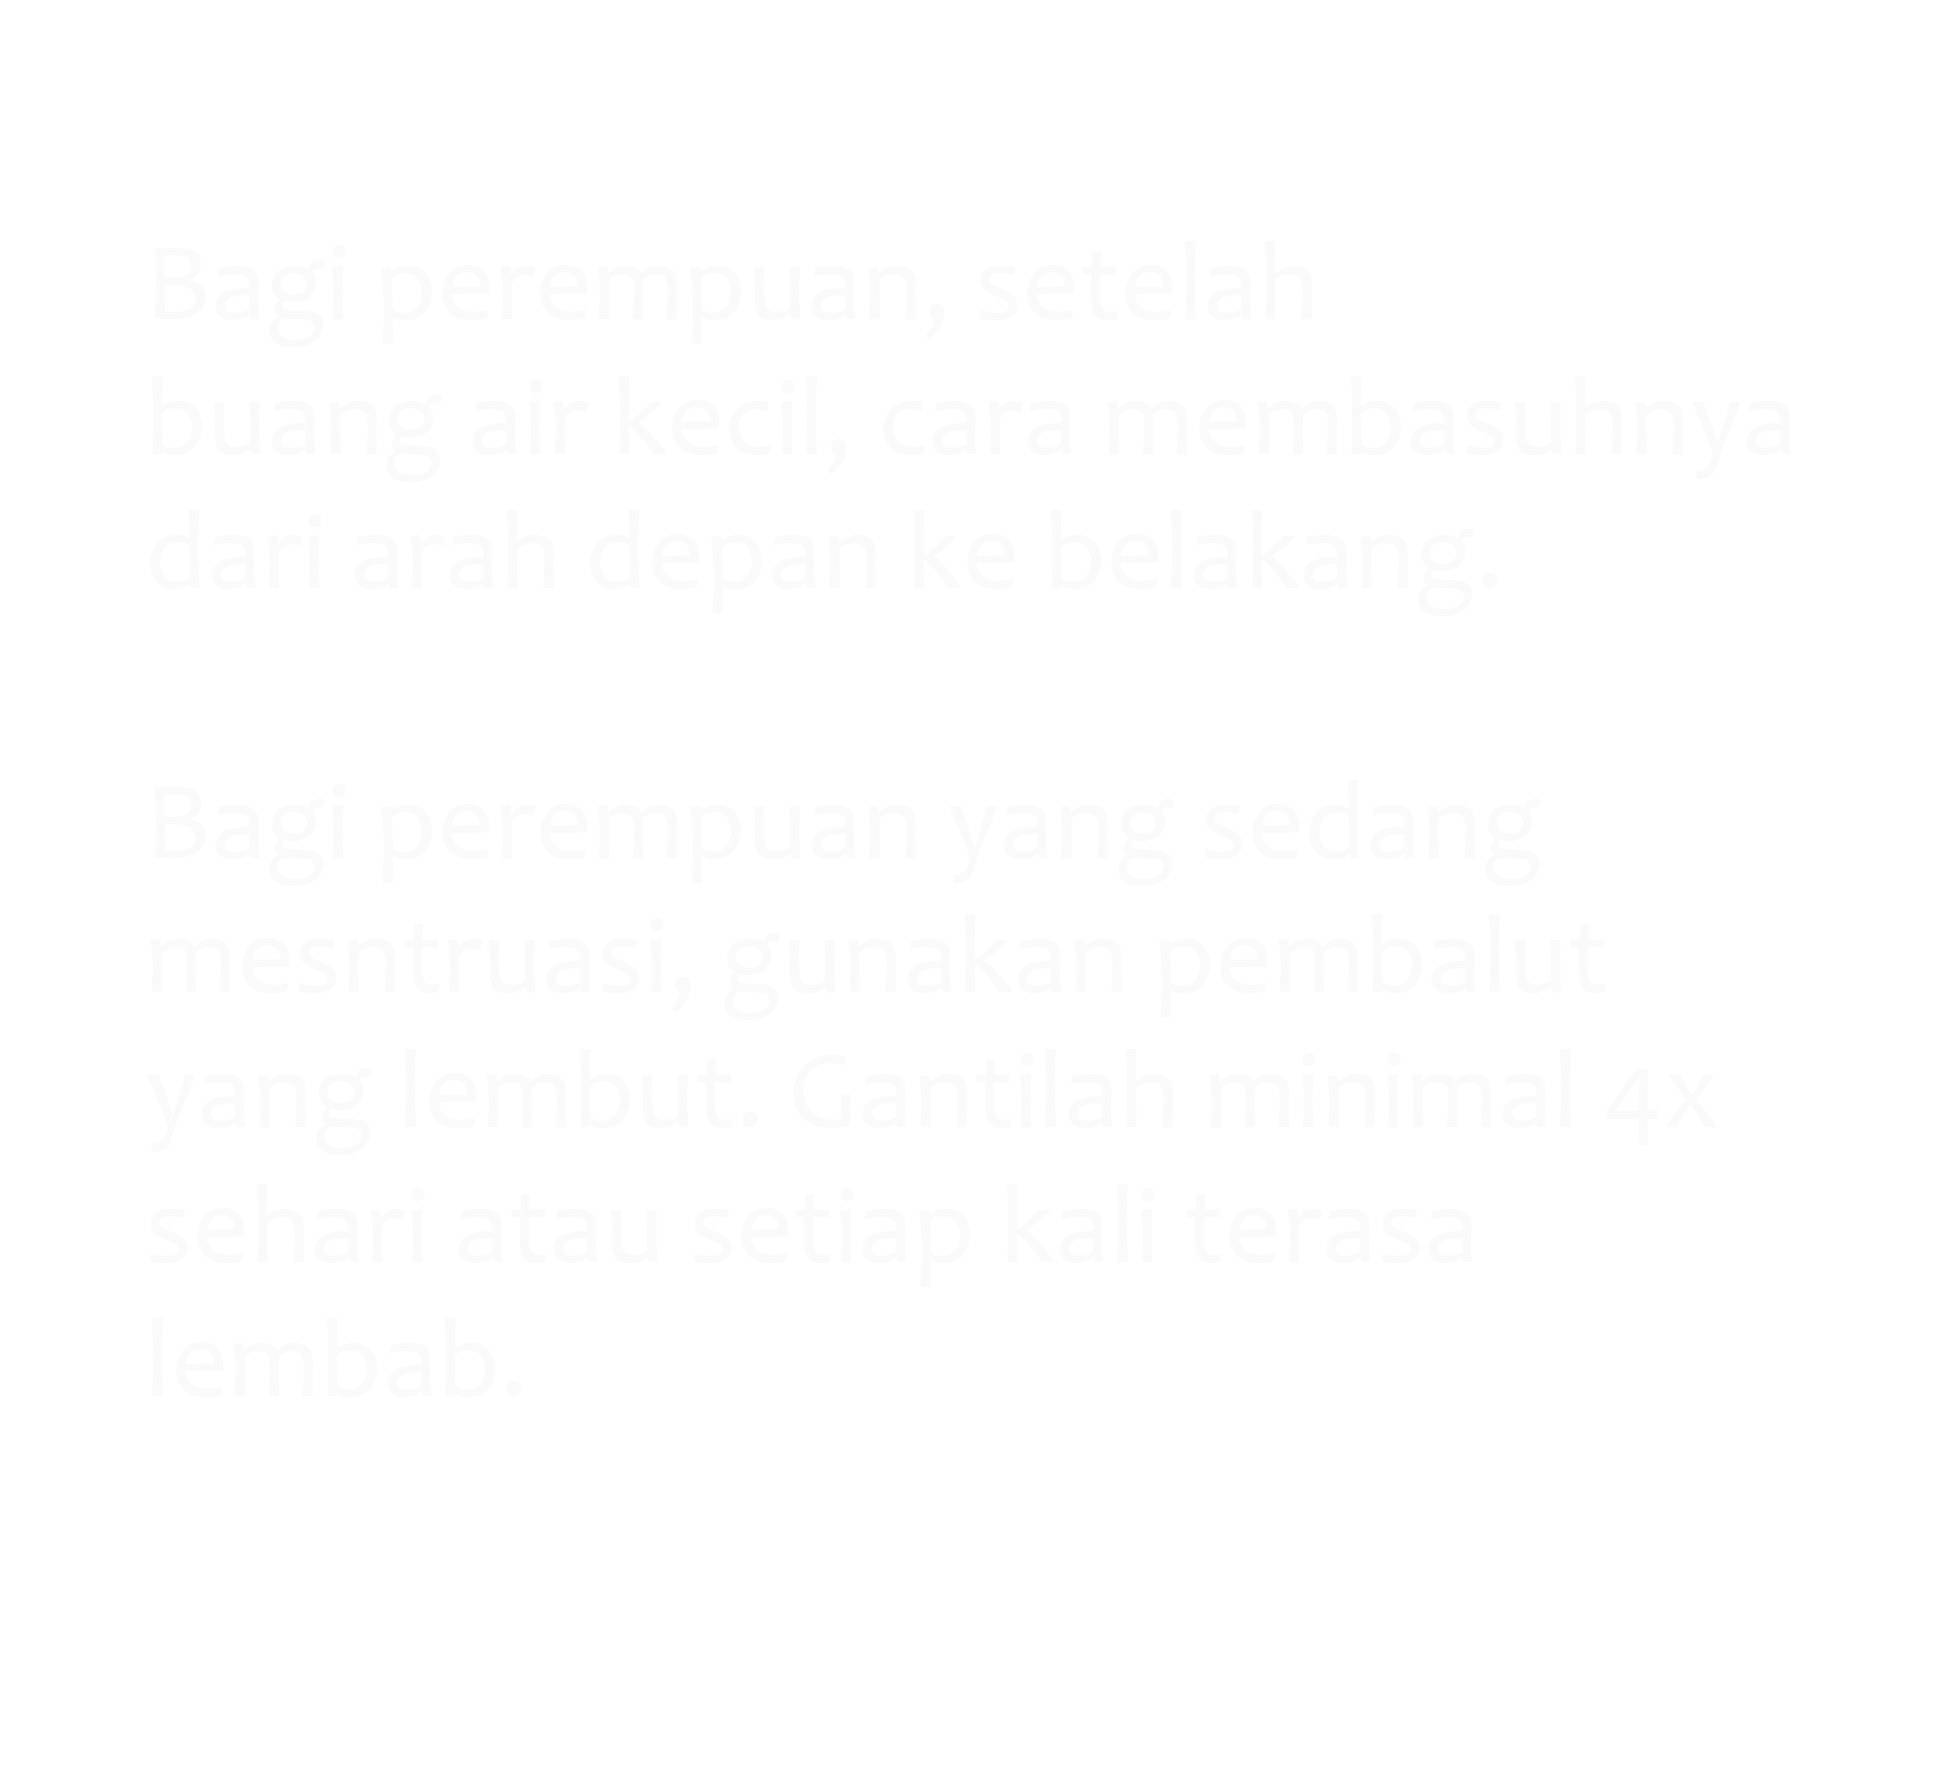 Bagi perempuan, setelah
buang air kecil, cara membasuhnya
dari arah depan ke belakang.
Bagi perempuan yang sedang
mesntruasi, gunakan pembalut
yang lembut. Gantilah minimal 4x
sehari atau setiap kali terasa
lembab.